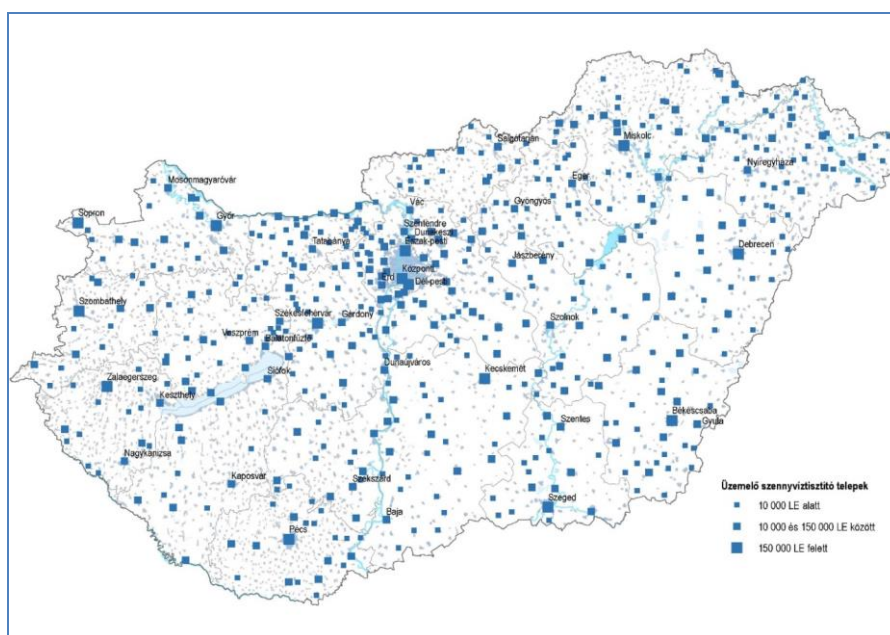 Salgótarján
Miskolc
Nyíregyháza
Mosonmagyaróvár
Eger
Vác
Gyöngyös
Sopron
Győr
Szentendre
Dunakeszi
Észak-pesti
Tatabánya
Jászberény
Debrecen
Központi
Érd
Dél-pesti
Szombathely
Székesfehérvár
Gárdony
Szolnok
Veszprém
Balatonfűzfő
Siófok
Dunaújváros
Kecskemét
Zalaegerszeg
Keszthely
Békéscsaba
Gyula
Szentes
Nagykanizsa
Kaposvár
Szekszárd
Szeged
Baja
Pécs
Üzemelő szennyvíztisztító telepek
10 000 LE alatt
10 000 és 150 000 LE között
150 000 LE felett